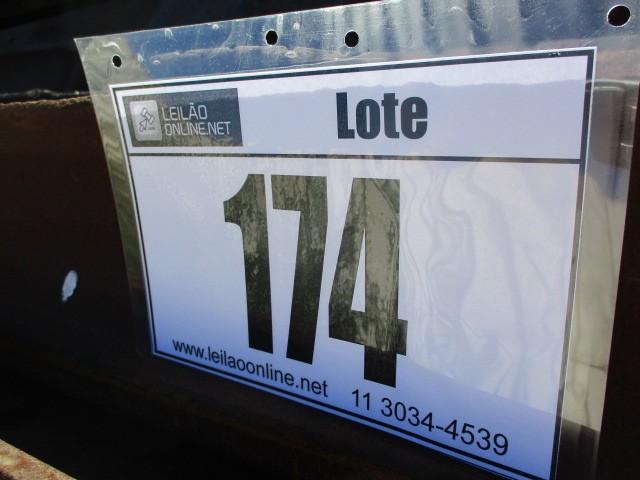 LEILÃO
ONLINE.NET
Lote
174
www.leilaoonline.net 11 3034-4539